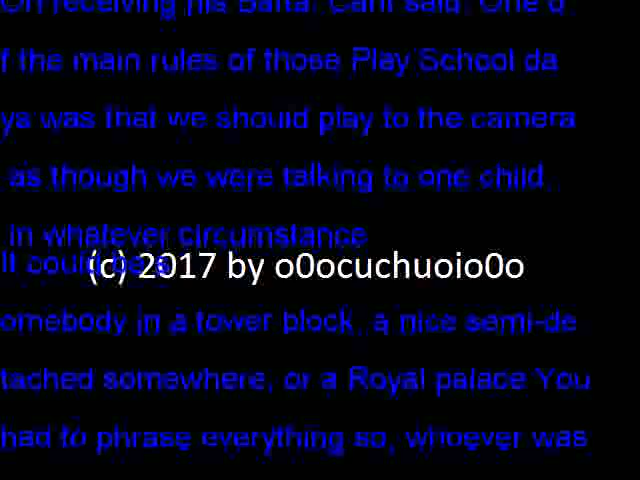 On receiving his Bafta, Cant said: One o
f the main rules of those Play School da
ys was that we should play to the camera
as though we were talking to one child,
in whatever circumstance
It could be s
(c) 2017 by o0ocuchuoio0o
omebody in a tower block, a nice semi-de
tached somewhere, or a Royal palace You
had to phrase everything so, whoever was